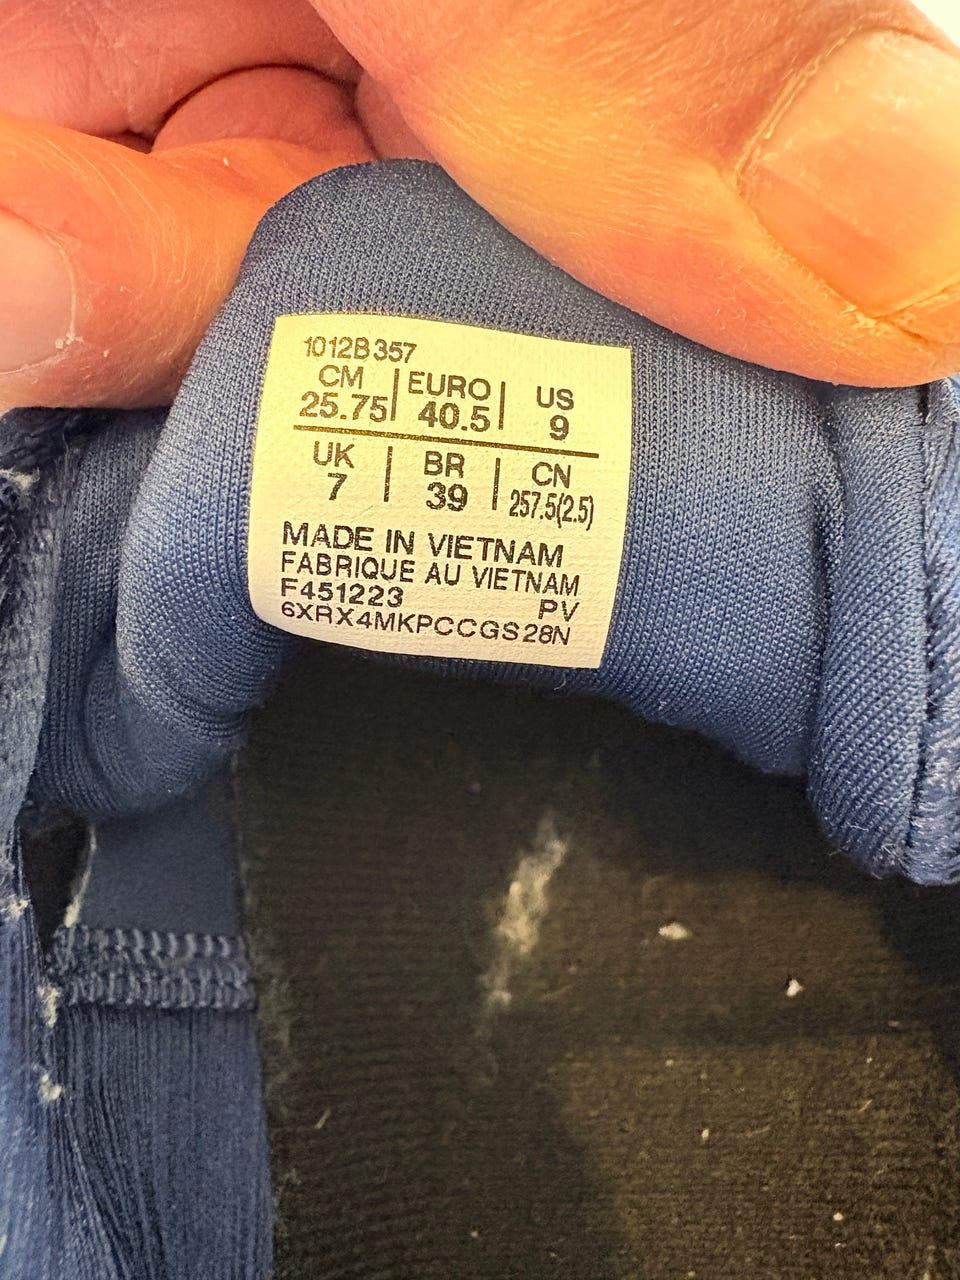 1012B357
CM | EURO | US
25.75 | 40.5 | 9
UK | BR | CN
7 | 39 | 257.5(2.5)
MADE IN VIETNAM
FABRIQUE AU VIETNAM
F451223 PV
6XRX4MKPCCGS28N